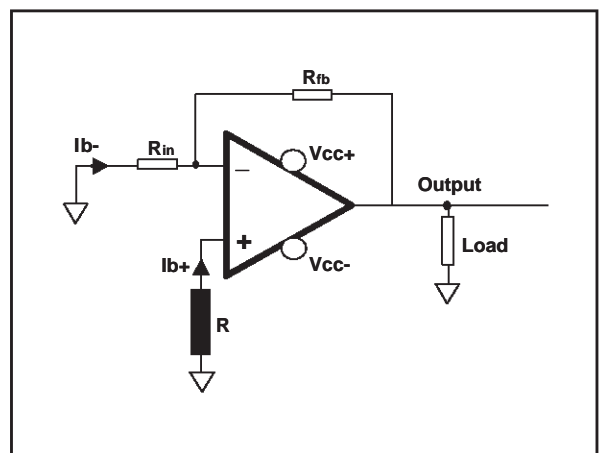 Rfb
Ib-
Rin
Vcc+
–
Output
+
Load
Ib+
Vcc-
R